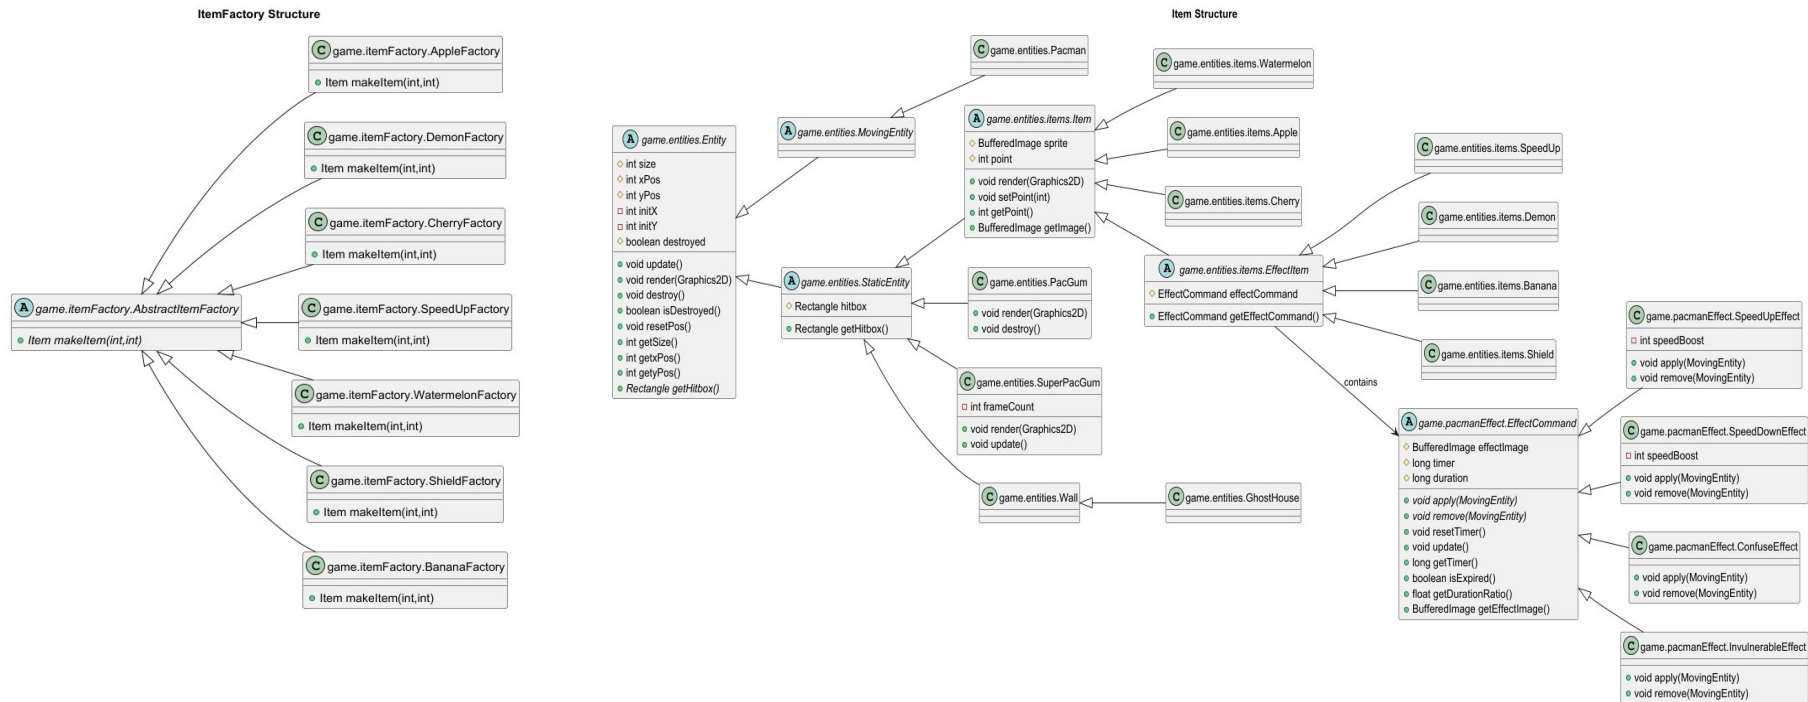 ItemFactory Structure
C game.itemFactory.AppleFactory
Item makeItem(int,int)
C game.itemFactory.DemonFactory
Item makeItem(int,int)
C game.itemFactory.CherryFactory
Item makeItem(int,int)
A game.itemFactory.AbstractItemFactory
Item makeItem(int,int)
C game.itemFactory.SpeedUpFactory
Item makeItem(int,int)
C game.itemFactory.WatermelonFactory
Item makeItem(int,int)
C game.itemFactory.ShieldFactory
Item makeItem(int,int)
C game.itemFactory.BananaFactory
Item makeItem(int,int)
Item Structure
A game.entities.Entity
int size
int xPos
int yPos
int initX
int initY
boolean destroyed
void update()
void render(Graphics2D)
void destroy()
boolean isDestroyed()
void resetPos()
int getSize()
int getxPos()
int getyPos()
Rectangle getHitbox()
C game.entities.Pacman
A game.entities.MovingEntity
A game.entities.StaticEntity
Rectangle hitbox
Rectangle getHitbox()
A game.entities.items.Item
BufferedImage sprite
int point
void render(Graphics2D)
void setPoint(int)
int getPoint()
BufferedImage getImage()
C game.entities.PacGum
void render(Graphics2D)
void destroy()
C game.entities.SuperPacGum
int frameCount
void render(Graphics2D)
void update()
C game.entities.Wall
C game.entities.GhostHouse
C game.entities.items.Watermelon
C game.entities.items.Apple
C game.entities.items.Cherry
A game.entities.items.EffectItem
EffectCommand effectCommand
EffectCommand getEffectCommand()
C game.entities.items.SpeedUp
C game.entities.items.Demon
C game.entities.items.Banana
C game.entities.items.Shield
contains
A game.pacmanEffect.EffectCommand
BufferedImage effectImage
long timer
long duration
void apply(MovingEntity)
void remove(MovingEntity)
void resetTimer()
void update()
long getTimer()
boolean isExpired()
float getDurationRatio()
BufferedImage getEffectImage()
C game.pacmanEffect.SpeedUpEffect
int speedBoost
void apply(MovingEntity)
void remove(MovingEntity)
C game.pacmanEffect.SpeedDownEffect
int speedBoost
void apply(MovingEntity)
void remove(MovingEntity)
C game.pacmanEffect.ConfuseEffect
void apply(MovingEntity)
void remove(MovingEntity)
C game.pacmanEffect.InvulnerableEffect
void apply(MovingEntity)
void remove(MovingEntity)